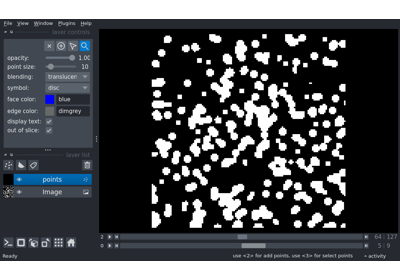 File View Window Plugins Help
layer controls
opacity: 1.00
point size: 10
blending: translucen
symbol: disc
face color: blue
edge color: dimgrey
display text:
out of slice:
layer list
points
Image
2 64 127
0 5 9
Ready use <2> for add points, use <3> for select points activity